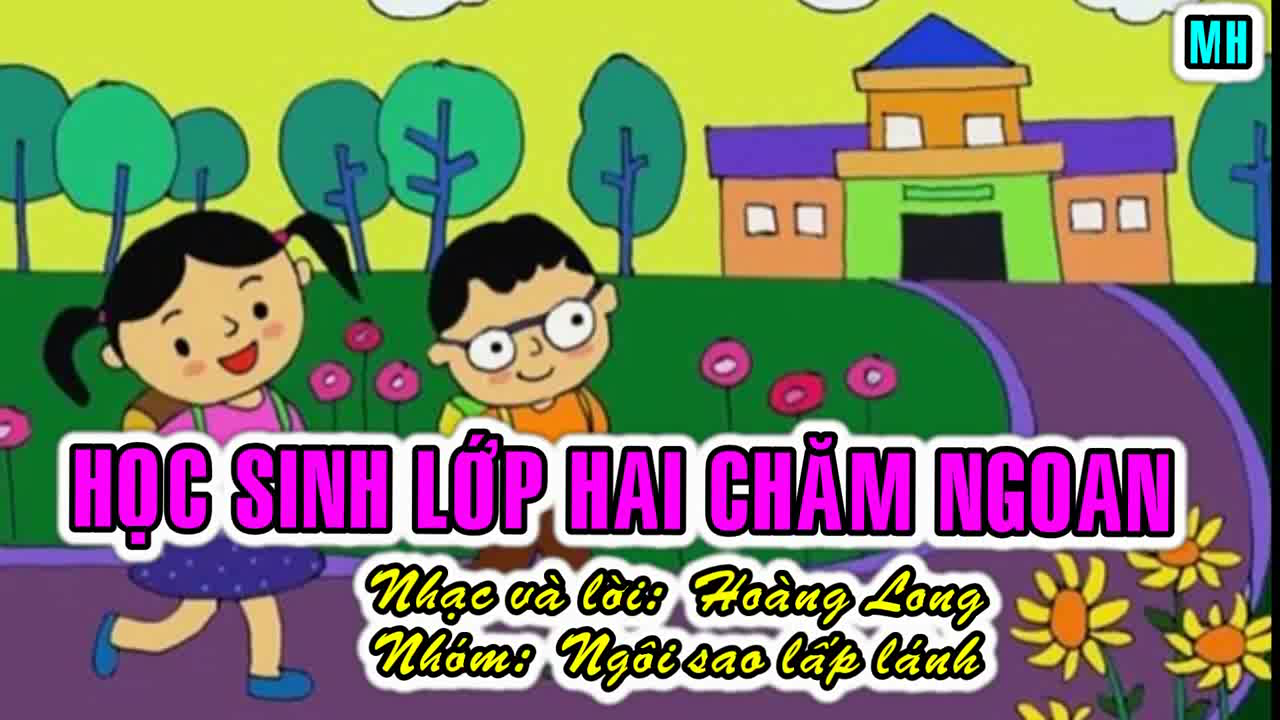 MH
HỌC SINH LỚP HAI CHĂM NGOAN
Nhạc và lời: Hoàng Long
Nhóm: Ngôi sao lấp lánh